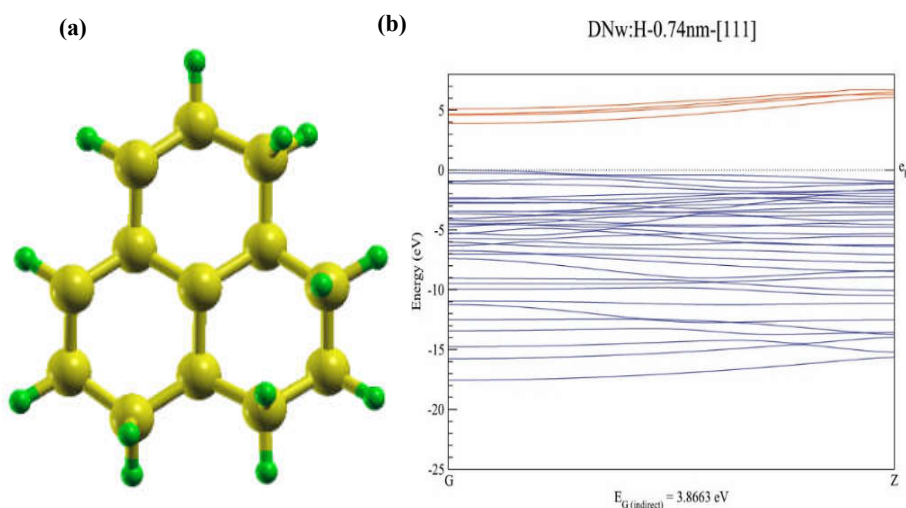 (a)
(b)
DNw:H-0.74nm-[111]
5
0
-5
-10
-15
-20
-25
Energy (eV)
G
Z
E_G (indirect) = 3.8663 eV